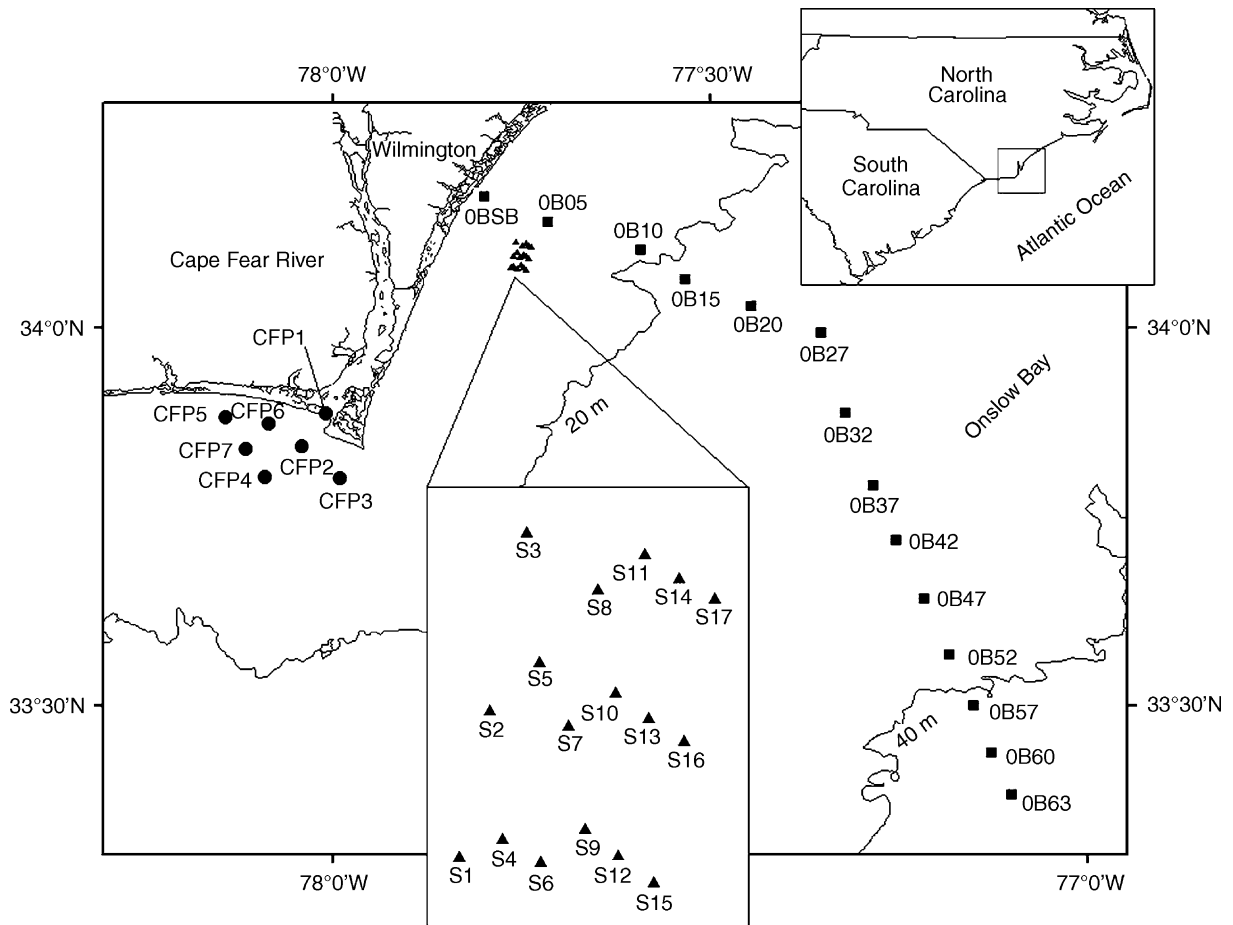 78°0'W
77°30'W
North
Carolina
South
Carolina
Atlantic Ocean
Wilmington
0BSB
0B05
0B10
0B15
0B20
0B27
Cape Fear River
34°0'N
34°0'N
CFP1
CFP5
CFP6
CFP7
CFP2
CFP4
CFP3
20 m
Onslow Bay
0B32
0B37
0B42
0B47
0B52
0B57
0B60
0B63
40 m
S3
S11
S14
S8
S17
S5
S10
S2
S7
S13
S16
S9
S4
S1
S6
S12
S15
33°30'N
33°30'N
78°0'W
77°0'W